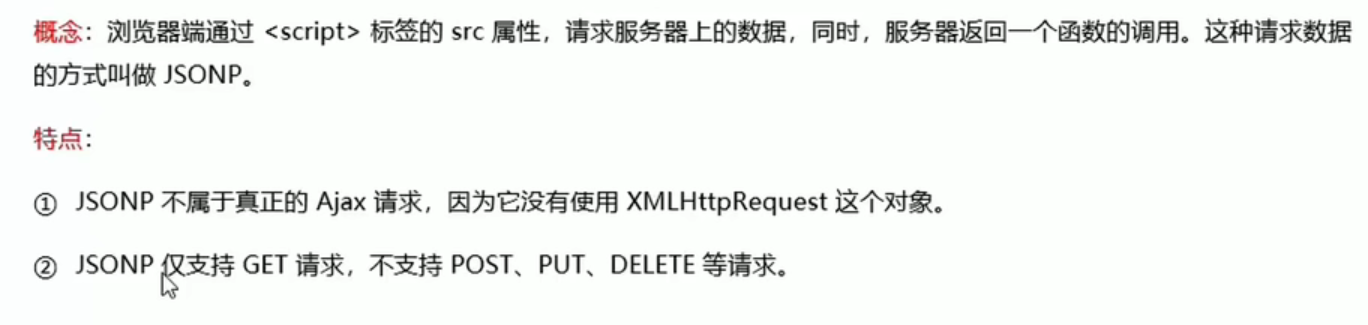 概念：浏览器端通过 <script> 标签的 src 属性，请求服务器上的数据，同时，服务器返回一个函数的调用。这种请求数据
的方式叫做 JSONP。
特点：
① JSONP 不属于真正的 Ajax 请求，因为它没有使用 XMLHttpRequest 这个对象。
② JSONP 仅支持 GET 请求，不支持 POST、PUT、DELETE 等请求。